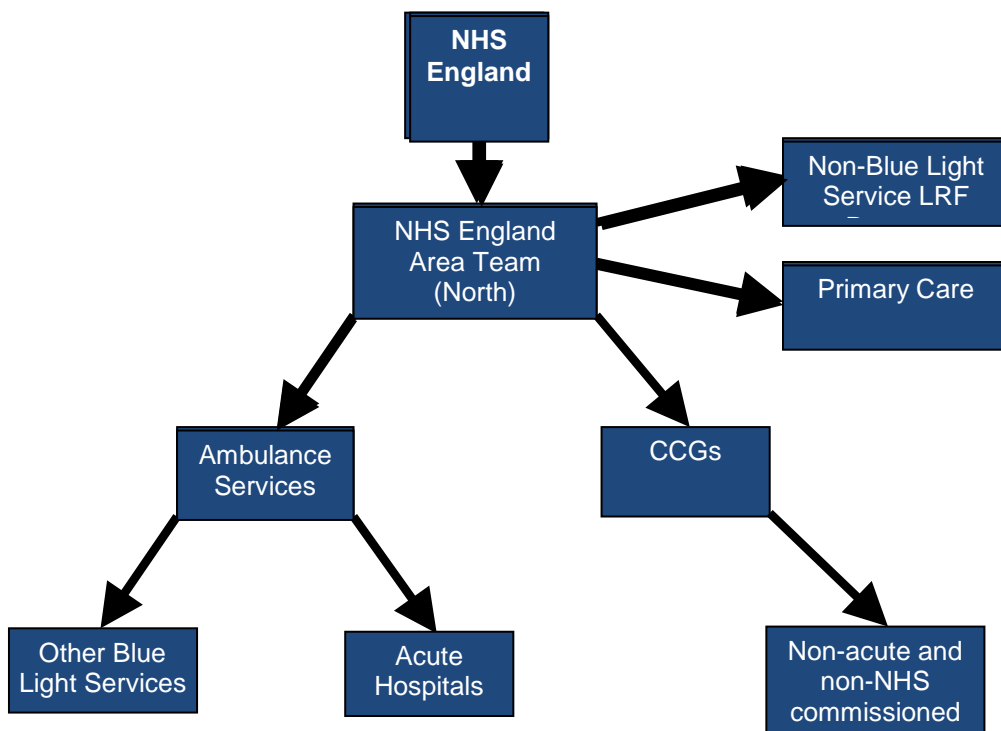 NHS
England
Non-Blue Light
Service LRF
NHS England
Area Team
(North)
Primary Care
Ambulance
Services
CCGs
Other Blue
Light Services
Acute
Hospitals
Non-acute and
non-NHS
commissioned